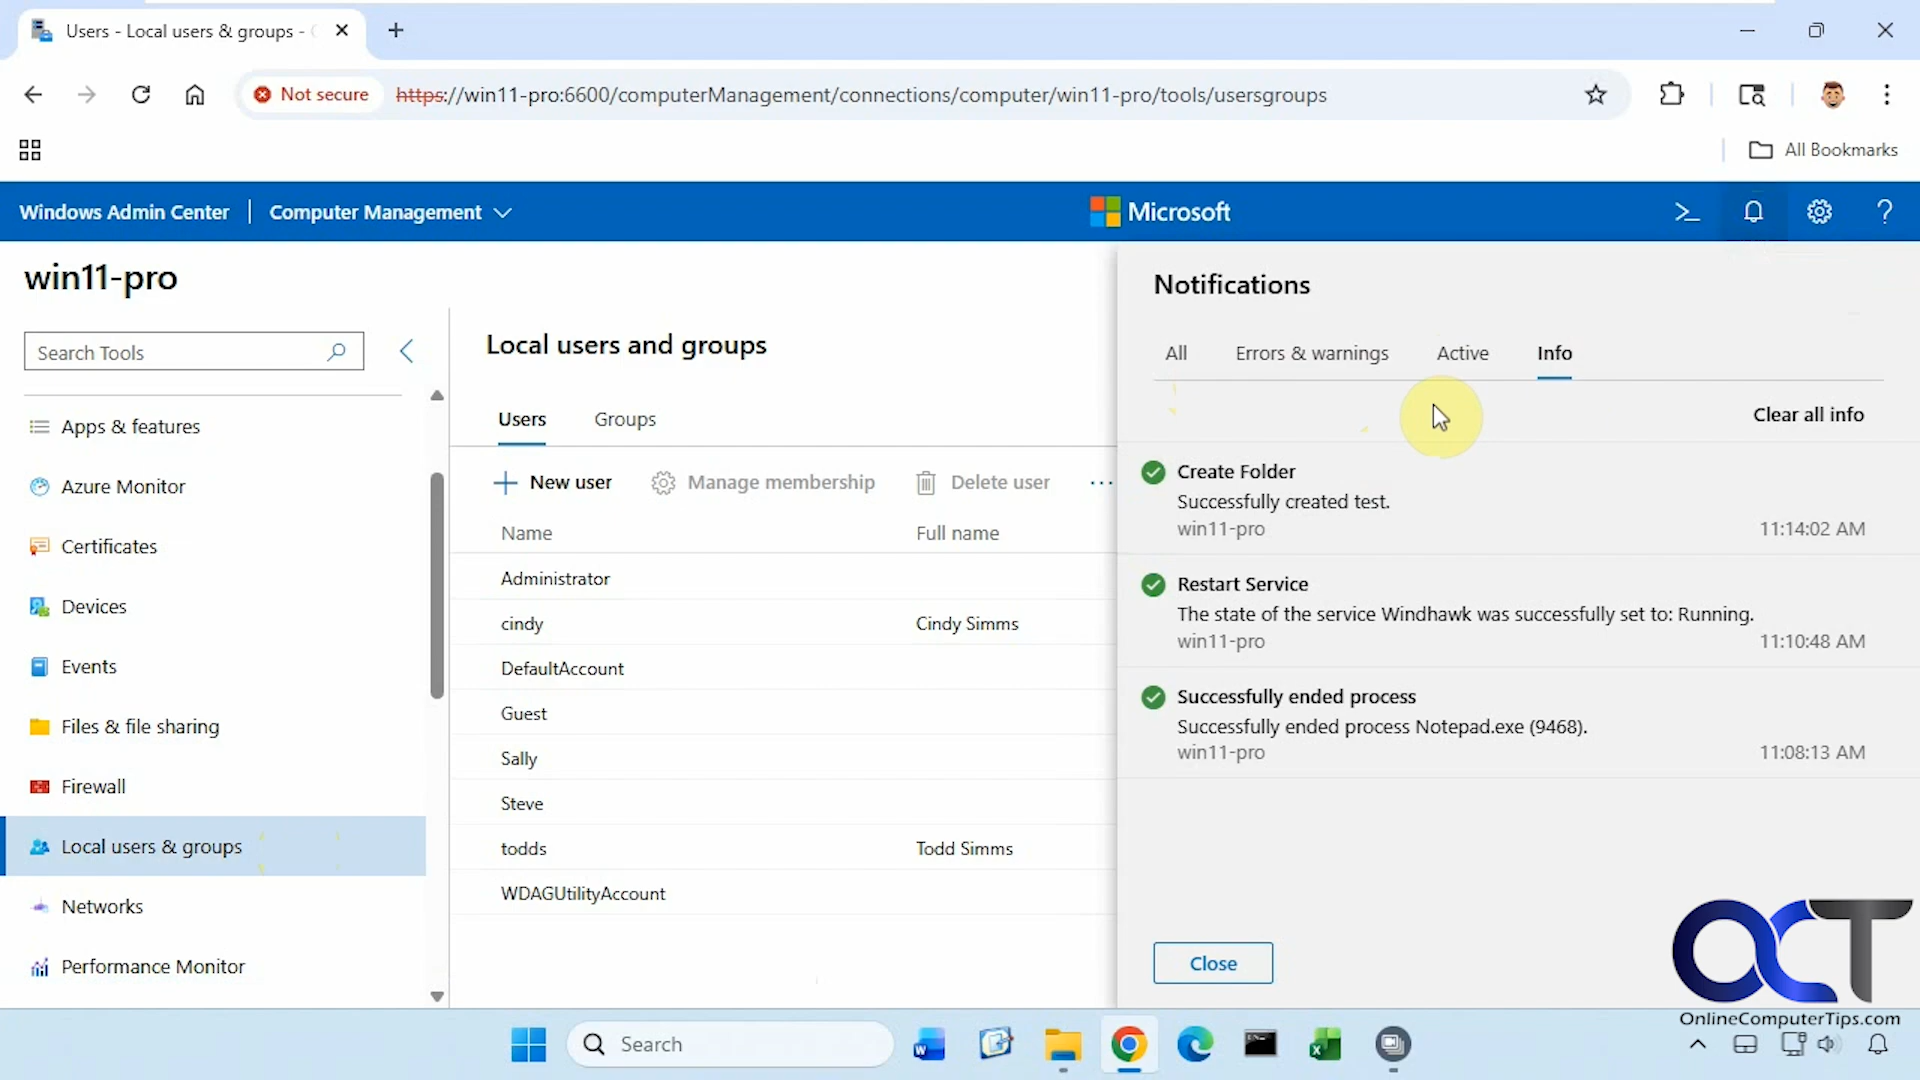 Users - Local users & groups -
Not secure
https://win11-pro:6600/computerManagement/connections/computer/win11-pro/tools/usersgroups
All Bookmarks
Windows Admin Center
Computer Management
Microsoft
>_
?
win11-pro
Search Tools
Apps & features
Azure Monitor
Certificates
Devices
Events
Files & file sharing
Firewall
Local users & groups
Networks
Performance Monitor
Local users and groups
Users Groups
New user Manage membership Delete user ...
Name Full name
Administrator
cindy Cindy Simms
DefaultAccount
Guest
Sally
Steve
todds Todd Simms
WDAGUtilityAccount
Notifications
All Errors & warnings Active Info
Clear all info
Create Folder
Successfully created test.
win11-pro 11:14:02 AM
Restart Service
The state of the service Windhawk was successfully set to: Running.
win11-pro 11:10:48 AM
Successfully ended process
Successfully ended process Notepad.exe (9468).
win11-pro 11:08:13 AM
Close
OCT
OnlineComputerTips.com
Search